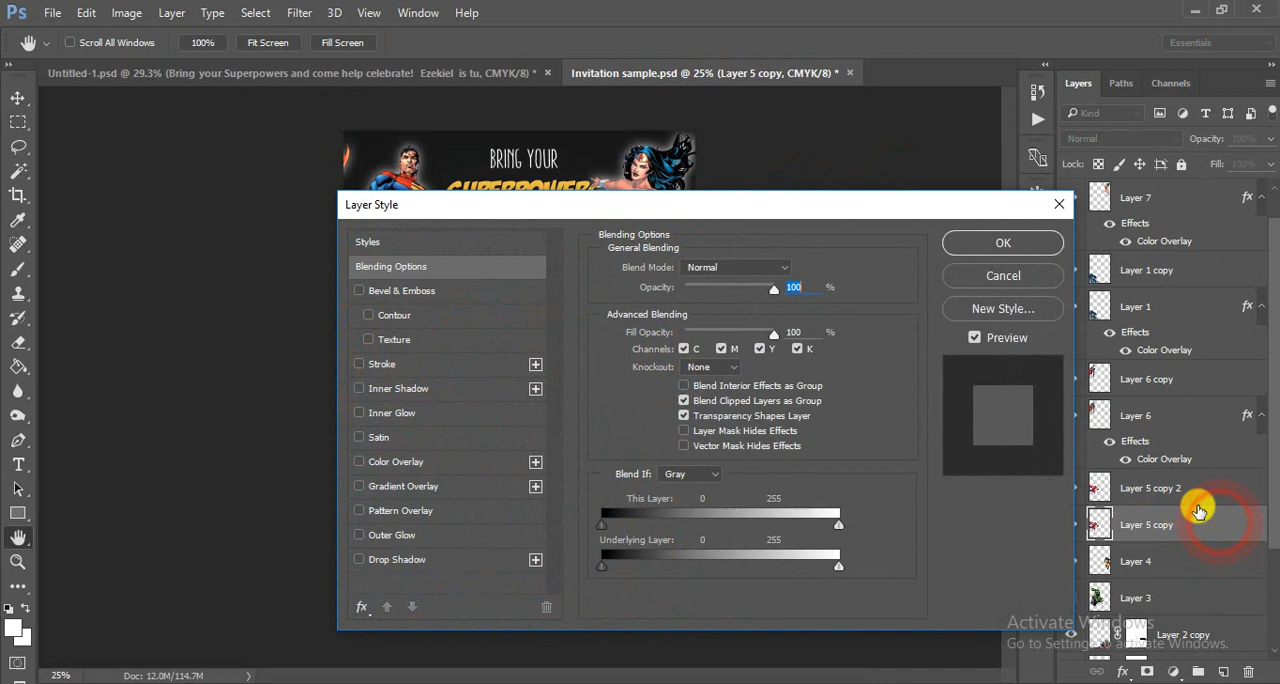 Ps File Edit Image Layer Type Select Filter 3D View Window Help
Scroll All Windows 100% Fit Screen Fill Screen Essentials
Untitled-1.psd @ 29.3% (Bring your Superpowers and come help celebrate! Ezekiel is tu, CMYK/8) * ×
Invitation sample.psd @ 25% (Layer 5 copy, CMYK/8) * ×
BRING YOUR
SUPERPOWERS
Layer Style
Styles
Blending Options
Bevel & Emboss
Contour
Texture
Stroke
Inner Shadow
Inner Glow
Satin
Color Overlay
Gradient Overlay
Pattern Overlay
Outer Glow
Drop Shadow
fx
Blending Options
General Blending
Blend Mode: Normal
Opacity: 100 %
Advanced Blending
Fill Opacity: 100 %
Channels: C M Y K
Knockout: None
Blend Interior Effects as Group
Blend Clipped Layers as Group
Transparency Shapes Layer
Layer Mask Hides Effects
Vector Mask Hides Effects
Blend If: Gray
This Layer: 0 255
Underlying Layer: 0 255
OK
Cancel
New Style...
Preview
Layers Paths Channels
Kind
Normal Opacity: 100%
Lock: Fill: 100%
Layer 7 fx
Effects
Color Overlay
Layer 1 copy
Layer 1 fx
Effects
Color Overlay
Layer 6 copy
Layer 6 fx
Effects
Color Overlay
Layer 5 copy 2
Layer 5 copy
Layer 4
Layer 3
Layer 2 copy
Activate Windows
Go to Settings to activate Windows.
fx
25% Doc: 12.0M/114.7M